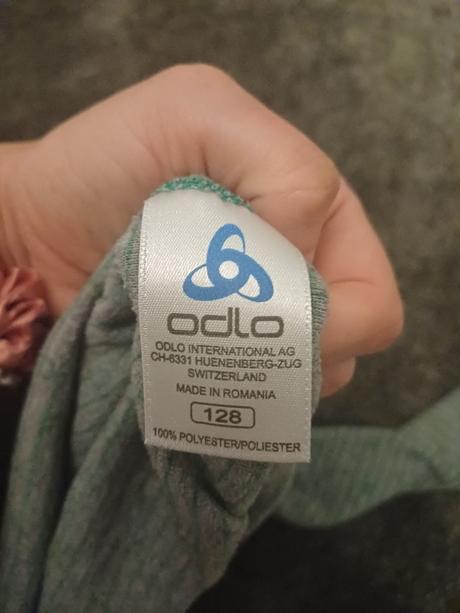 odlo
ODLO INTERNATIONAL AG
CH-6331 HUENENBERG-ZUG
SWITZERLAND
MADE IN ROMANIA
128
100% POLYESTER/POLIESTER